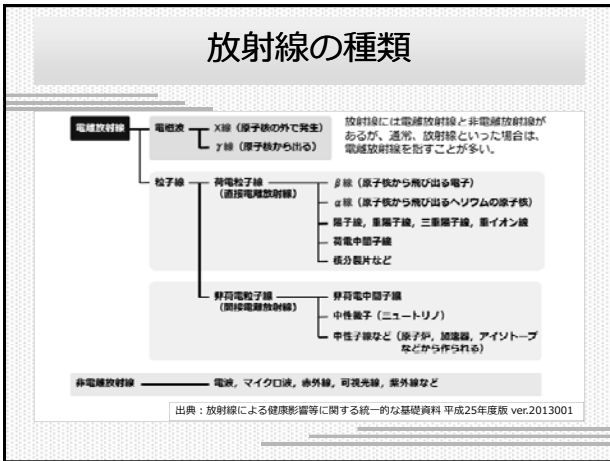 放射線の種類
電離放射線
電磁波
X線（原子核の外で発生）
γ線（原子核から出る）
放射線には電離放射線と非電離放射線が
あるが、通常、放射線といった場合は、
電離放射線を指すことが多い。
粒子線
荷電粒子線
（直接電離放射線）
β線（原子核から飛び出る電子）
α線（原子核から飛び出るヘリウムの原子核）
陽子線，重陽子線，三重陽子線，重イオン線
荷電中間子線
核分裂片など
非荷電粒子線
（間接電離放射線）
非荷電中間子線
中性微子（ニュートリノ）
中性子線など（原子炉，加速器，アイソトープ
などから作られる）
非電離放射線
電波，マイクロ波，赤外線，可視光線，紫外線など
出典：放射線による健康影響等に関する統一的な基礎資料 平成25年度版 ver.2013001